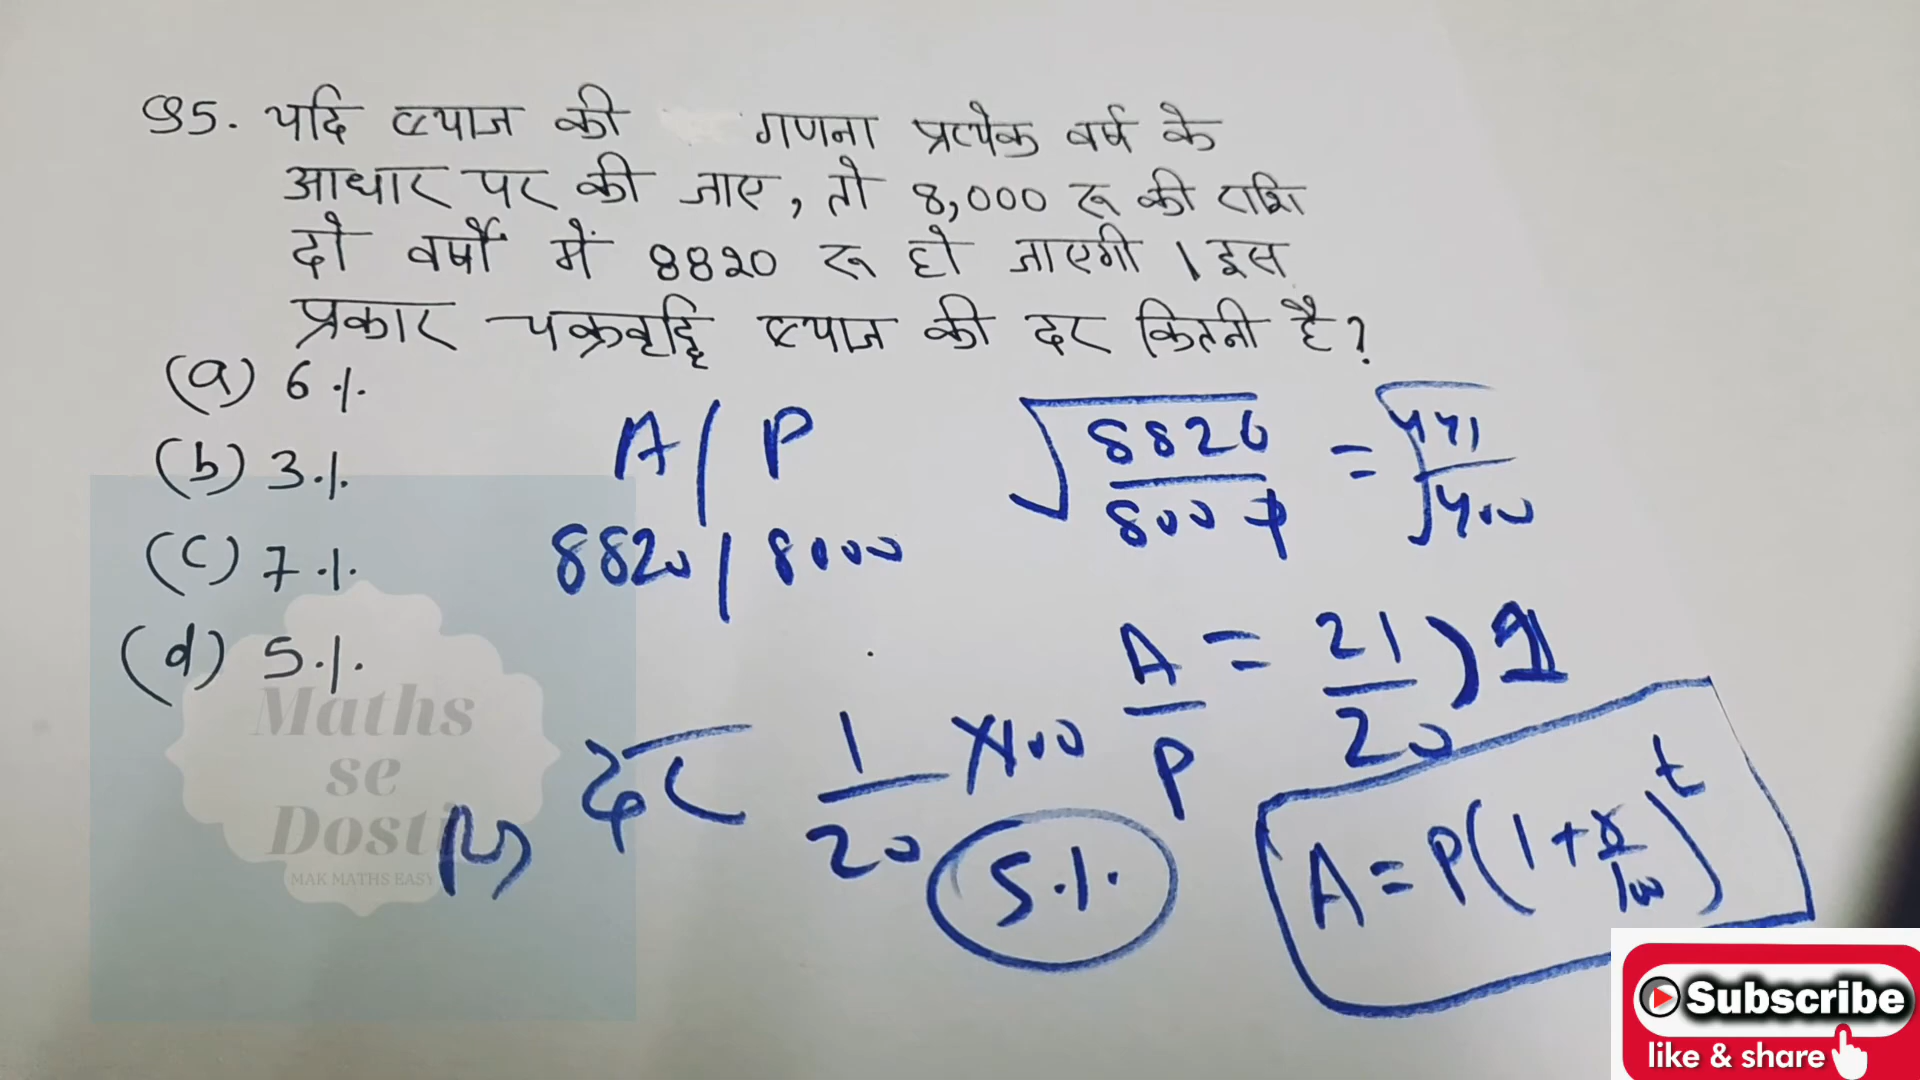 Q5. यदि ब्याज की गणना प्रत्येक वर्ष के
आधार पर की जाए, तो 8,000 रू की राशि
दो वर्षों में 8820 रू हो जाएगी । इस
प्रकार चक्रवृद्धि ब्याज की दर कितनी है?
(a) 6%
(b) 3%
(c) 7%
(d) 5%
A / P
8820 / 8000
√8820/8000 = √441/√400
A/P = 21/20 ) 1
दर 1/20 × 100
5%
A = P(1 + r/100)^t
Maths
se
Dosti
MAK MATHS EASY
Subscribe
like & share